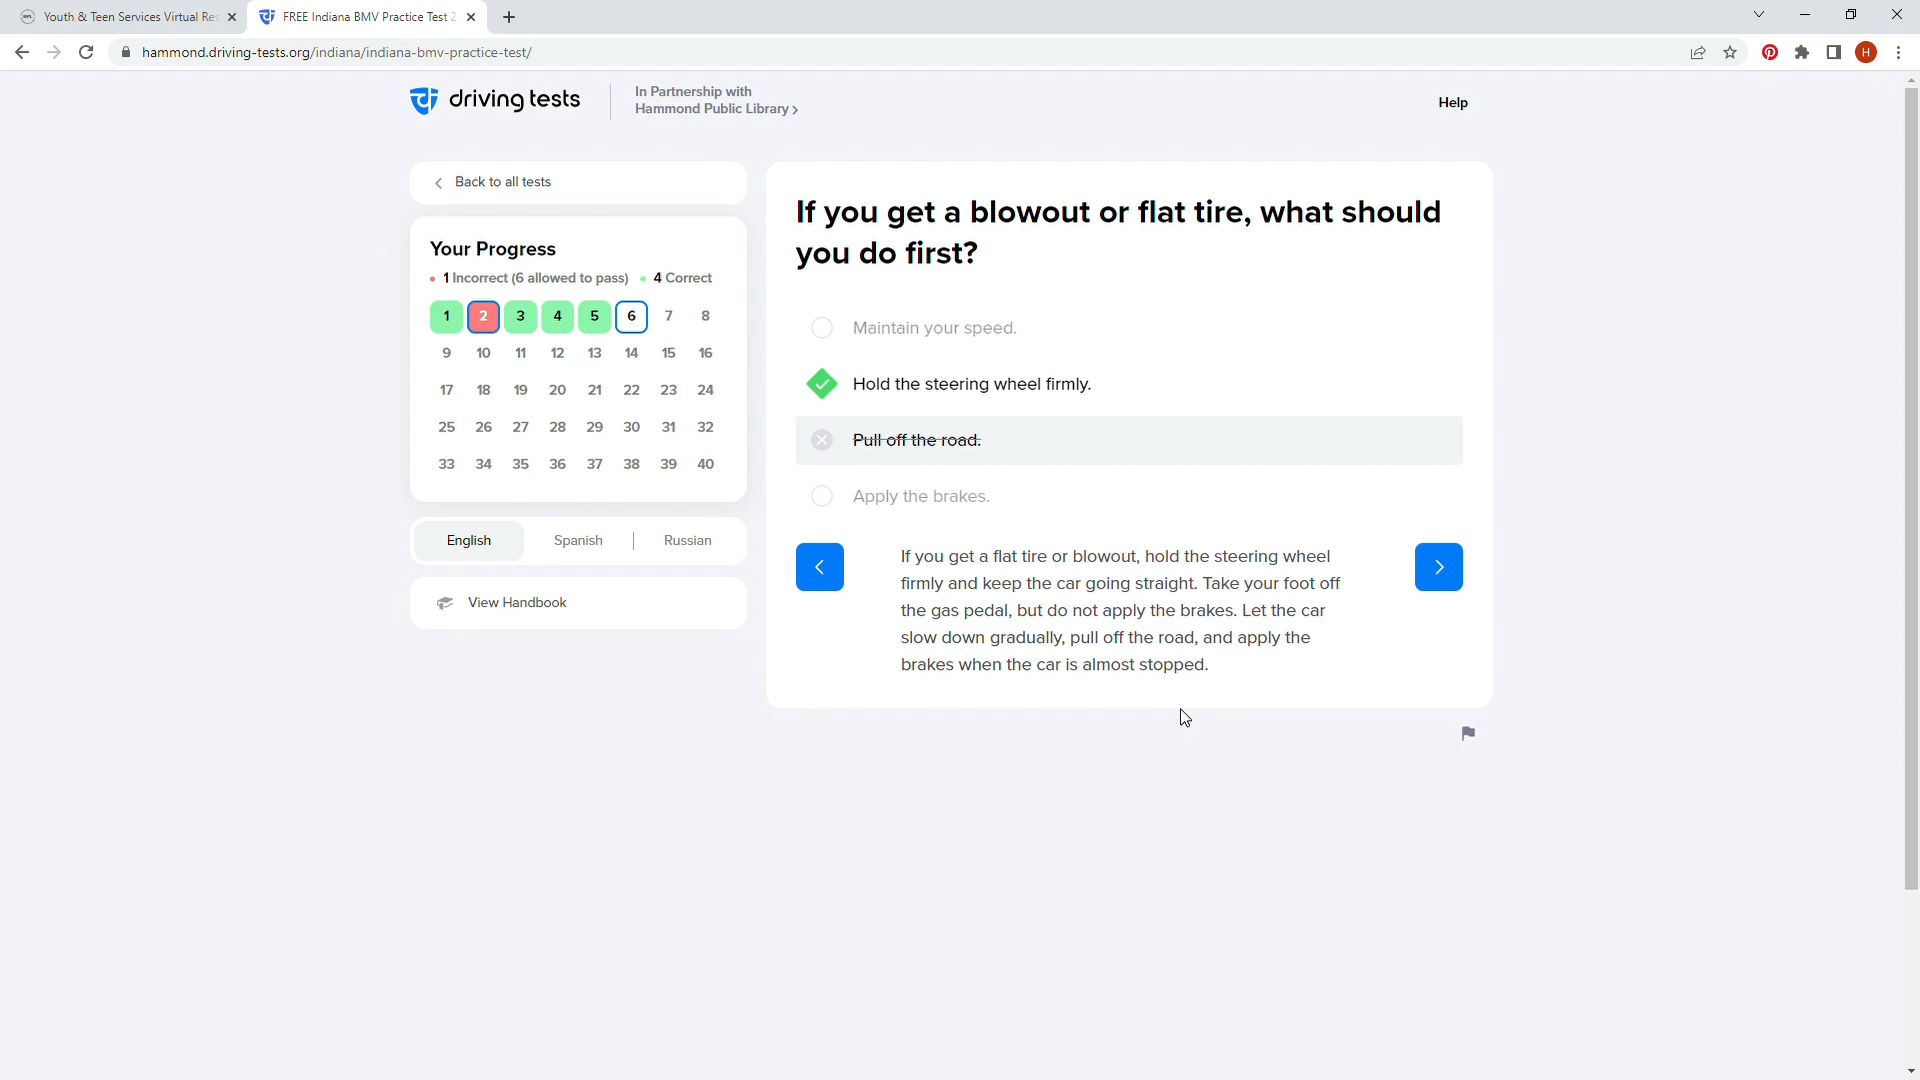 Youth & Teen Services Virtual Re
FREE Indiana BMV Practice Test 2
hammond.driving-tests.org/indiana/indiana-bmv-practice-test/
H
driving tests
In Partnership with
Hammond Public Library
Help
Back to all tests
Your Progress
1 Incorrect (6 allowed to pass) 4 Correct
1 2 3 4 5 6 7 8
9 10 11 12 13 14 15 16
17 18 19 20 21 22 23 24
25 26 27 28 29 30 31 32
33 34 35 36 37 38 39 40
English Spanish Russian
View Handbook
If you get a blowout or flat tire, what should
you do first?
Maintain your speed.
Hold the steering wheel firmly.
Pull off the road.
Apply the brakes.
If you get a flat tire or blowout, hold the steering wheel
firmly and keep the car going straight. Take your foot off
the gas pedal, but do not apply the brakes. Let the car
slow down gradually, pull off the road, and apply the
brakes when the car is almost stopped.